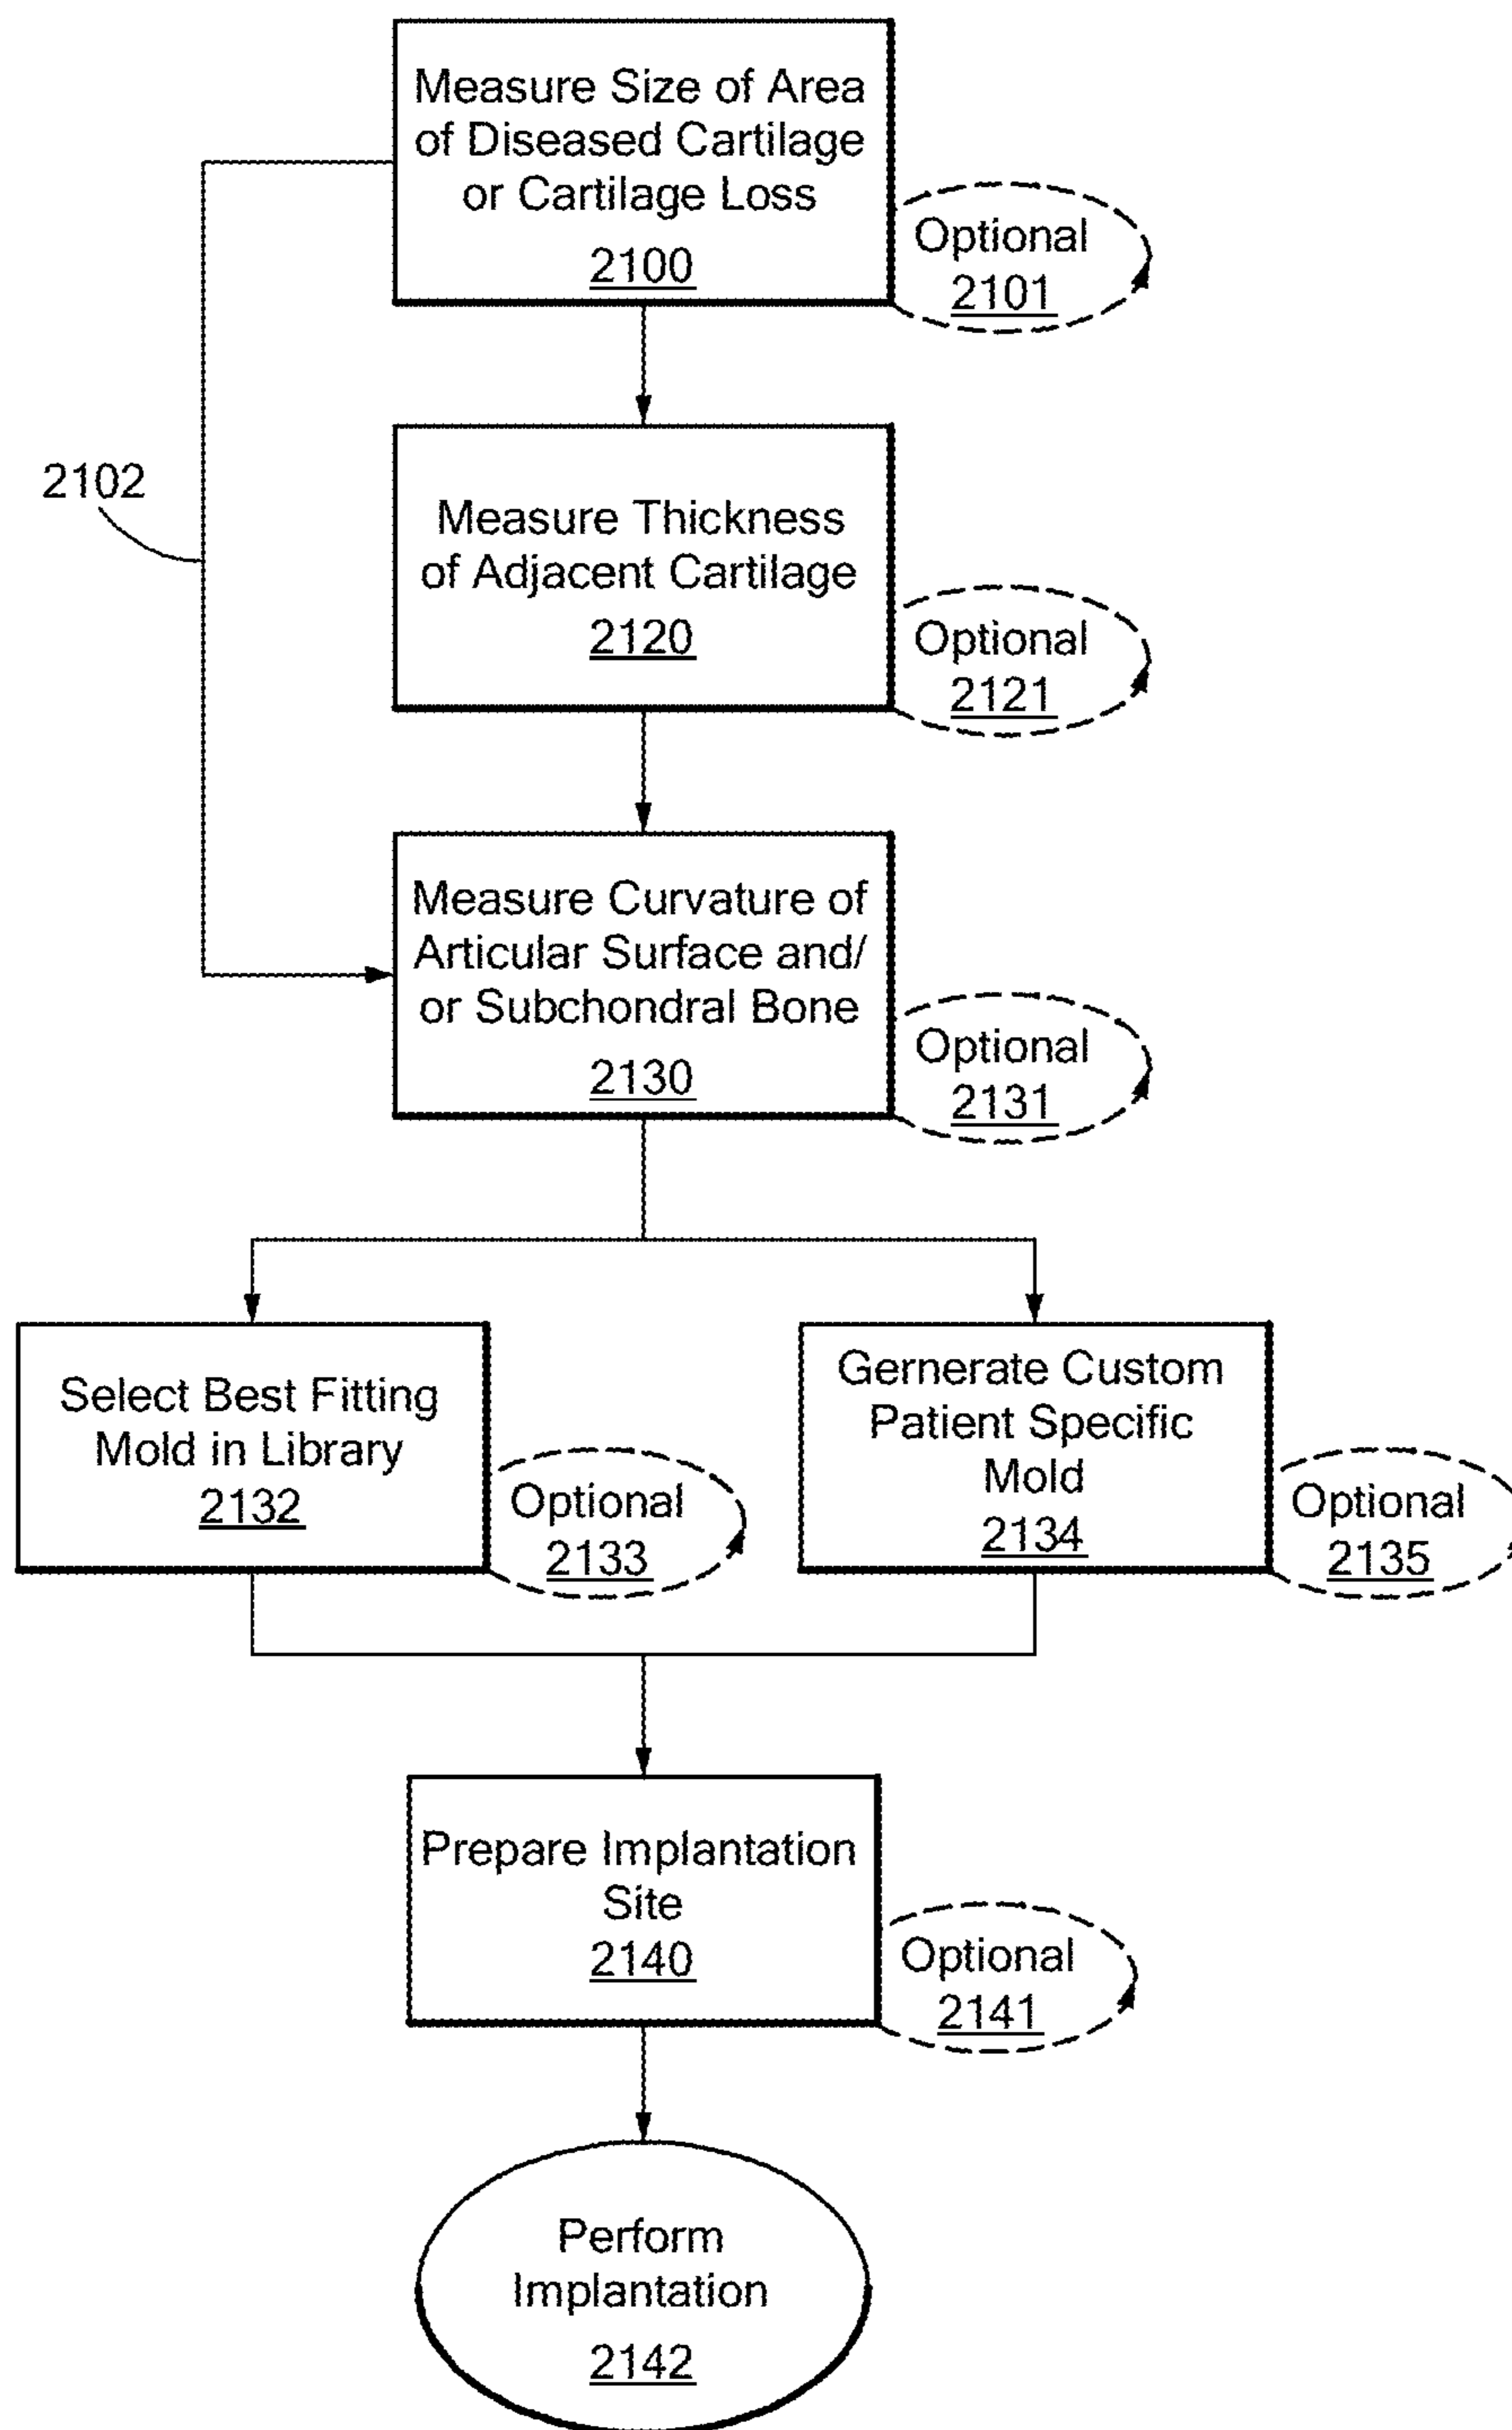 Measure Size of Area
of Diseased Cartilage
or Cartilage Loss
2100
Optional
2101
2102
Measure Thickness
of Adjacent Cartilage
2120
Optional
2121
Measure Curvature of
Articular Surface and/
or Subchondral Bone
2130
Optional
2131
Select Best Fitting
Mold in Library
2132
Optional
2133
Gernerate Custom
Patient Specific
Mold
2134
Optional
2135
Prepare Implantation
Site
2140
Optional
2141
Perform
Implantation
2142